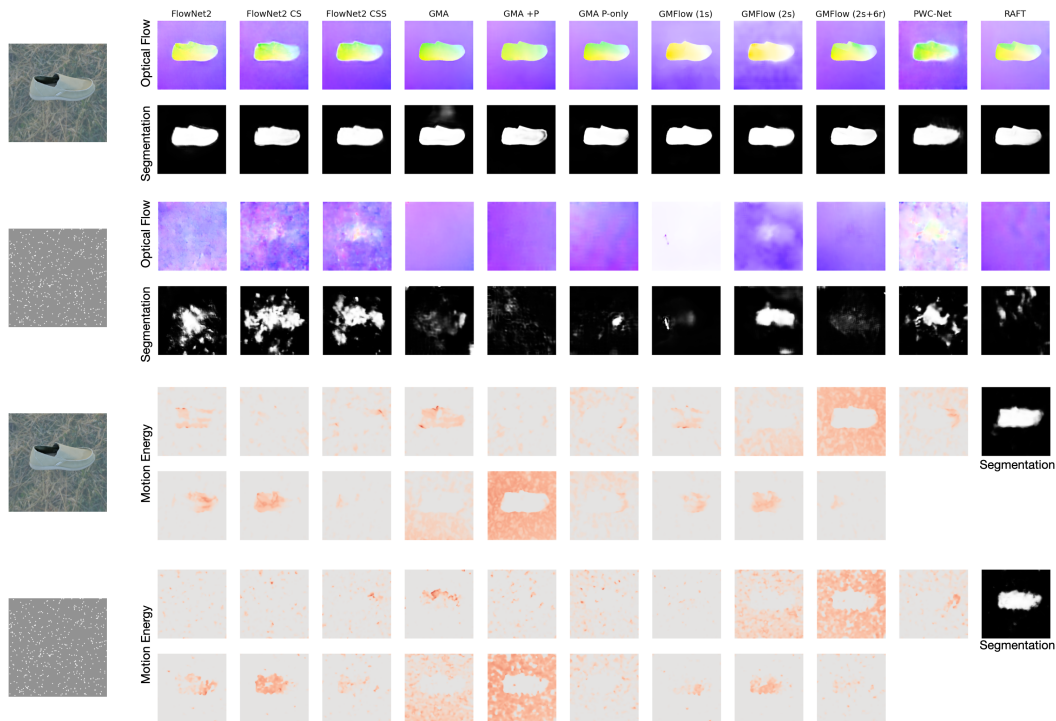 FlowNet2 FlowNet2 CS FlowNet2 CSS GMA GMA +P GMA P-only GMFlow (1s) GMFlow (2s) GMFlow (2s+6r) PWC-Net RAFT
Optical Flow
Segmentation
Optical Flow
Segmentation
Motion Energy
Segmentation
Motion Energy
Segmentation